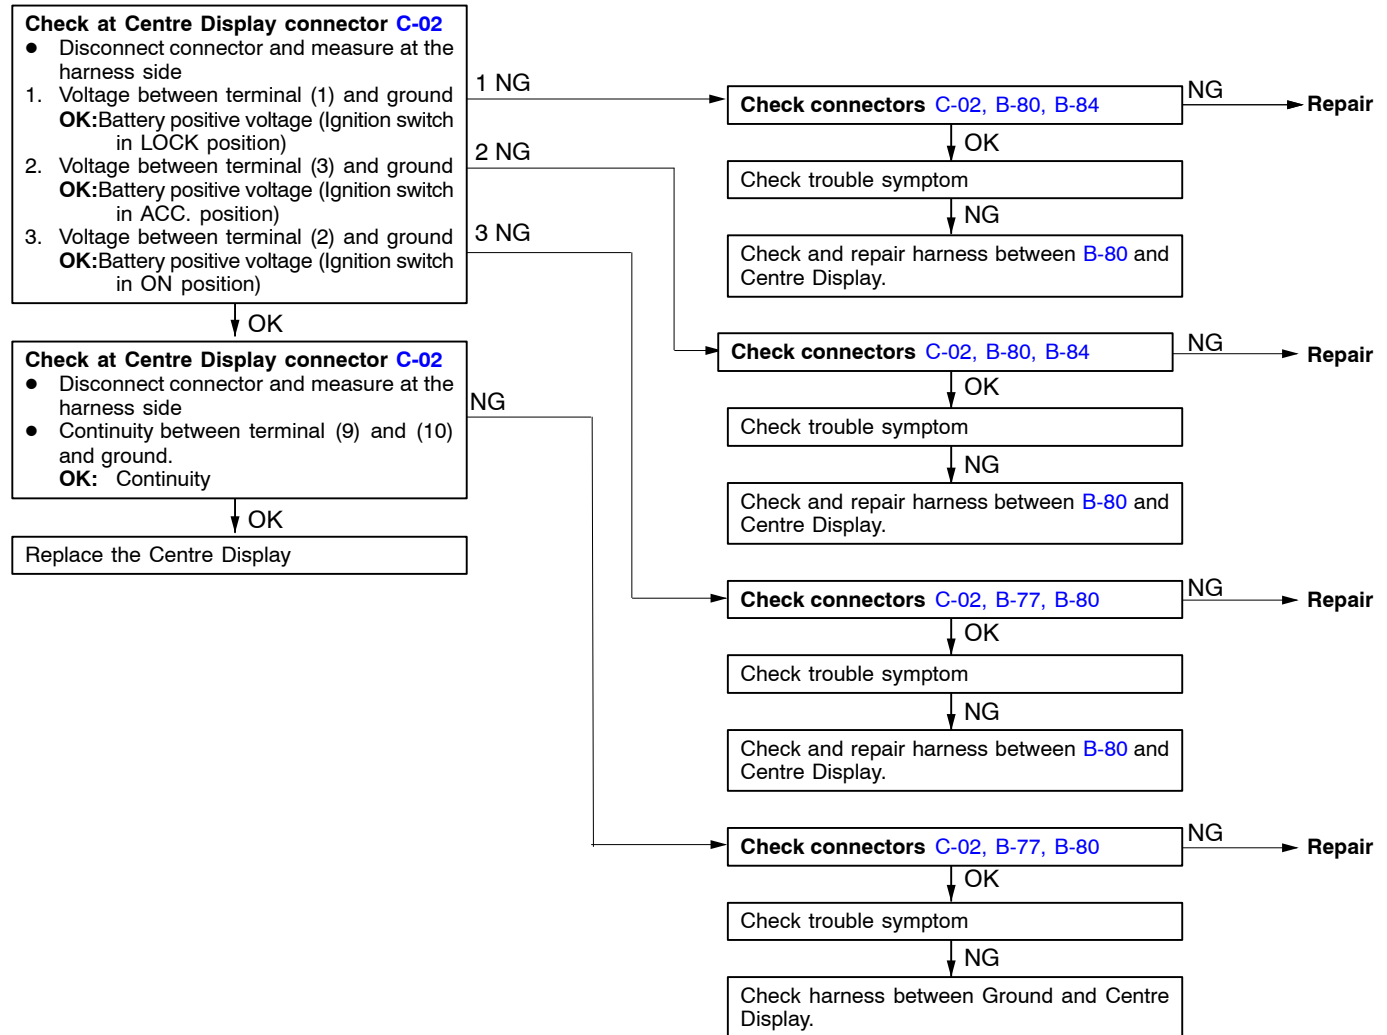 Check at Centre Display connector C-02
● Disconnect connector and measure at the
harness side
1. Voltage between terminal (1) and ground
OK:Battery positive voltage (Ignition switch
in LOCK position)
2. Voltage between terminal (3) and ground
OK:Battery positive voltage (Ignition switch
in ACC. position)
3. Voltage between terminal (2) and ground
OK:Battery positive voltage (Ignition switch
in ON position)
OK
Check at Centre Display connector C-02
● Disconnect connector and measure at the
harness side
● Continuity between terminal (9) and (10)
and ground.
OK: Continuity
OK
Replace the Centre Display
1 NG
2 NG
3 NG
NG
Check connectors C-02, B-80, B-84
NG
Repair
OK
Check trouble symptom
NG
Check and repair harness between B-80 and
Centre Display.
Check connectors C-02, B-80, B-84
NG
Repair
OK
Check trouble symptom
NG
Check and repair harness between B-80 and
Centre Display.
Check connectors C-02, B-77, B-80
NG
Repair
OK
Check trouble symptom
NG
Check and repair harness between B-80 and
Centre Display.
Check connectors C-02, B-77, B-80
NG
Repair
OK
Check trouble symptom
NG
Check harness between Ground and Centre
Display.